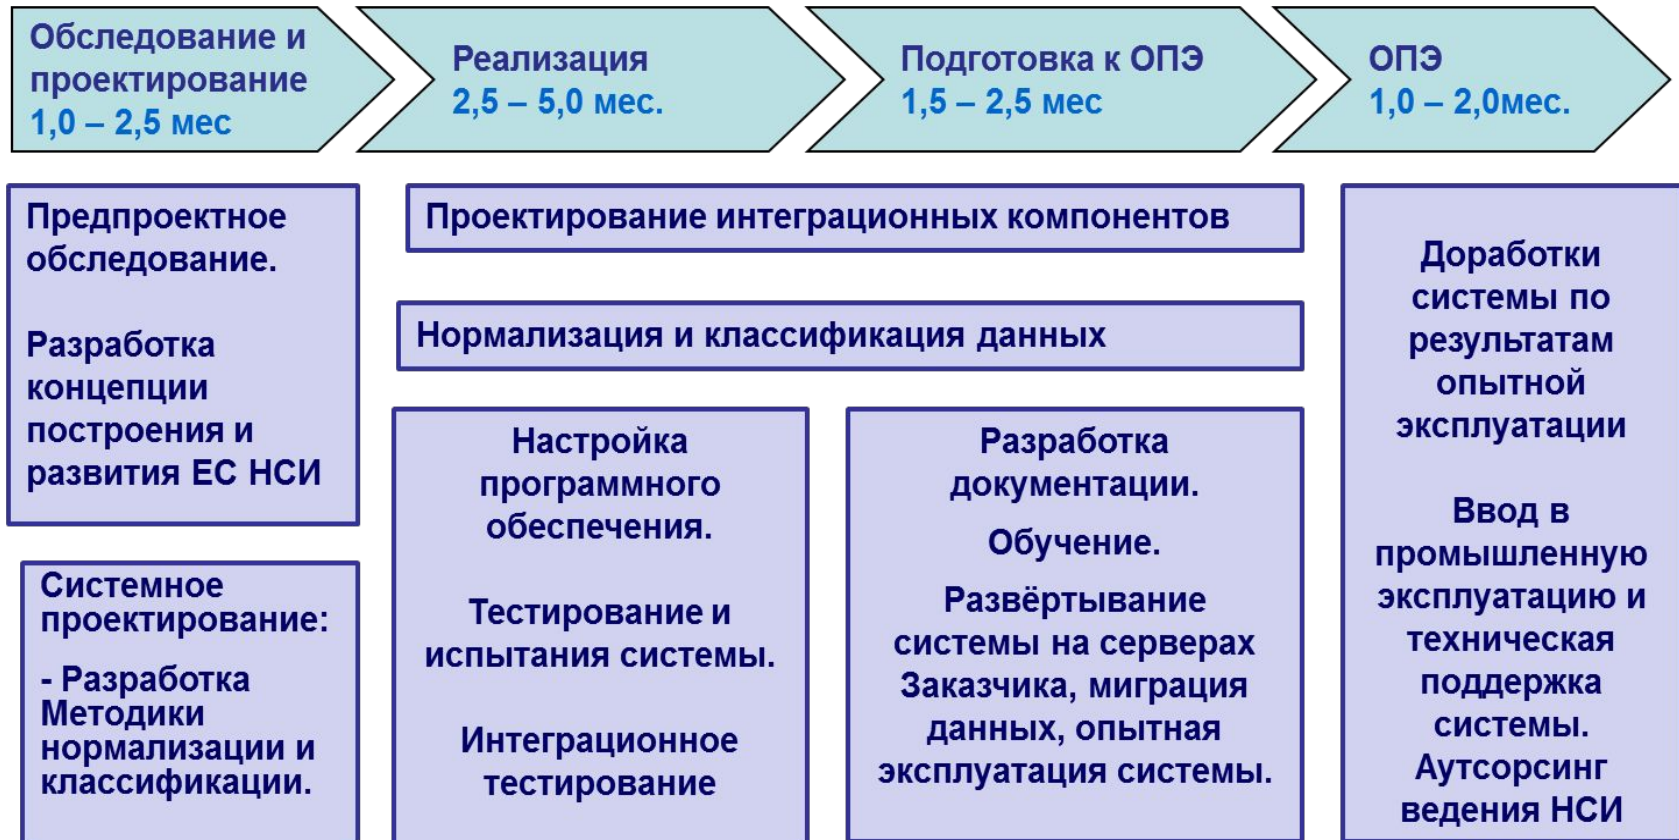 Обследование и
проектирование
1,0 – 2,5 мес
Реализация
2,5 – 5,0 мес.
Подготовка к ОПЭ
1,5 – 2,5 мес
ОПЭ
1,0 – 2,0мес.
Предпроектное
обследование.
Разработка
концепции
построения и
развития ЕС НСИ
Системное
проектирование:
- Разработка
Методики
нормализации и
классификации.
Проектирование интеграционных компонентов
Нормализация и классификация данных
Настройка
программного
обеспечения.
Тестирование и
испытания системы.
Интеграционное
тестирование
Разработка
документации.
Обучение.
Развёртывание
системы на серверах
Заказчика, миграция
данных, опытная
эксплуатация системы.
Доработки
системы по
результатам
опытной
эксплуатации
Ввод в
промышленную
эксплуатацию и
техническая
поддержка
системы.
Аутсорсинг
ведения НСИ